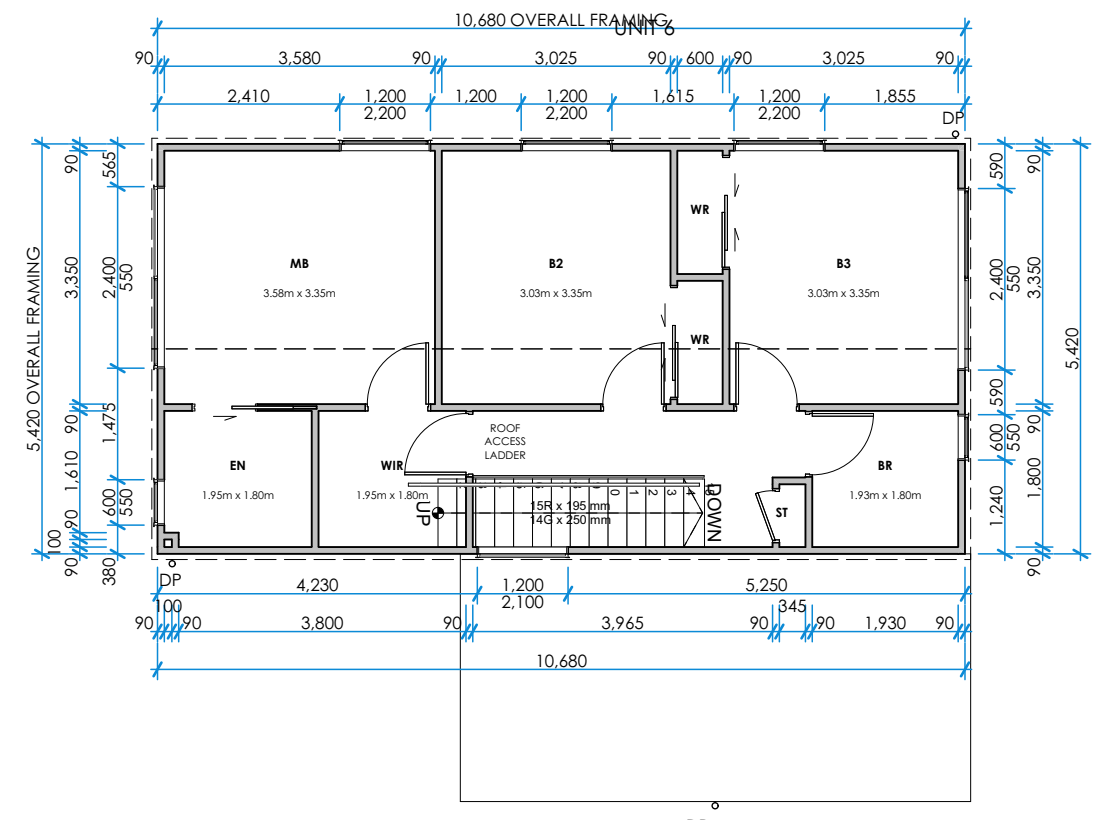 10,680 OVERALL FRAMING
UNIT 6
90 3,580 90 3,025 90 600 90 3,025 90
2,410 1,200 1,200 1,200 1,615 1,200 1,855
2,200 2,200 2,200
DP
5,420 OVERALL FRAMING
90 3,350 90 1,610 90 100 90
565 2,400 550 1,475 600 550 380
590 2,400 550 590 600 550 1,240
90 3,350 90 1,800 90
5,420
MB
3.58m x 3.35m
B2
3.03m x 3.35m
WR
WR
B3
3.03m x 3.35m
ROOF
ACCESS
LADDER
EN
1.95m x 1.80m
WIR
1.95m x 1.80m
UP
15R x 195 mm
14G x 250 mm
0 1 2 3 4
DOWN
ST
BR
1.93m x 1.80m
DP
4,230 1,200 5,250
2,100
100 345
90 90 3,800 90 3,965 90 90 1,930 90
10,680